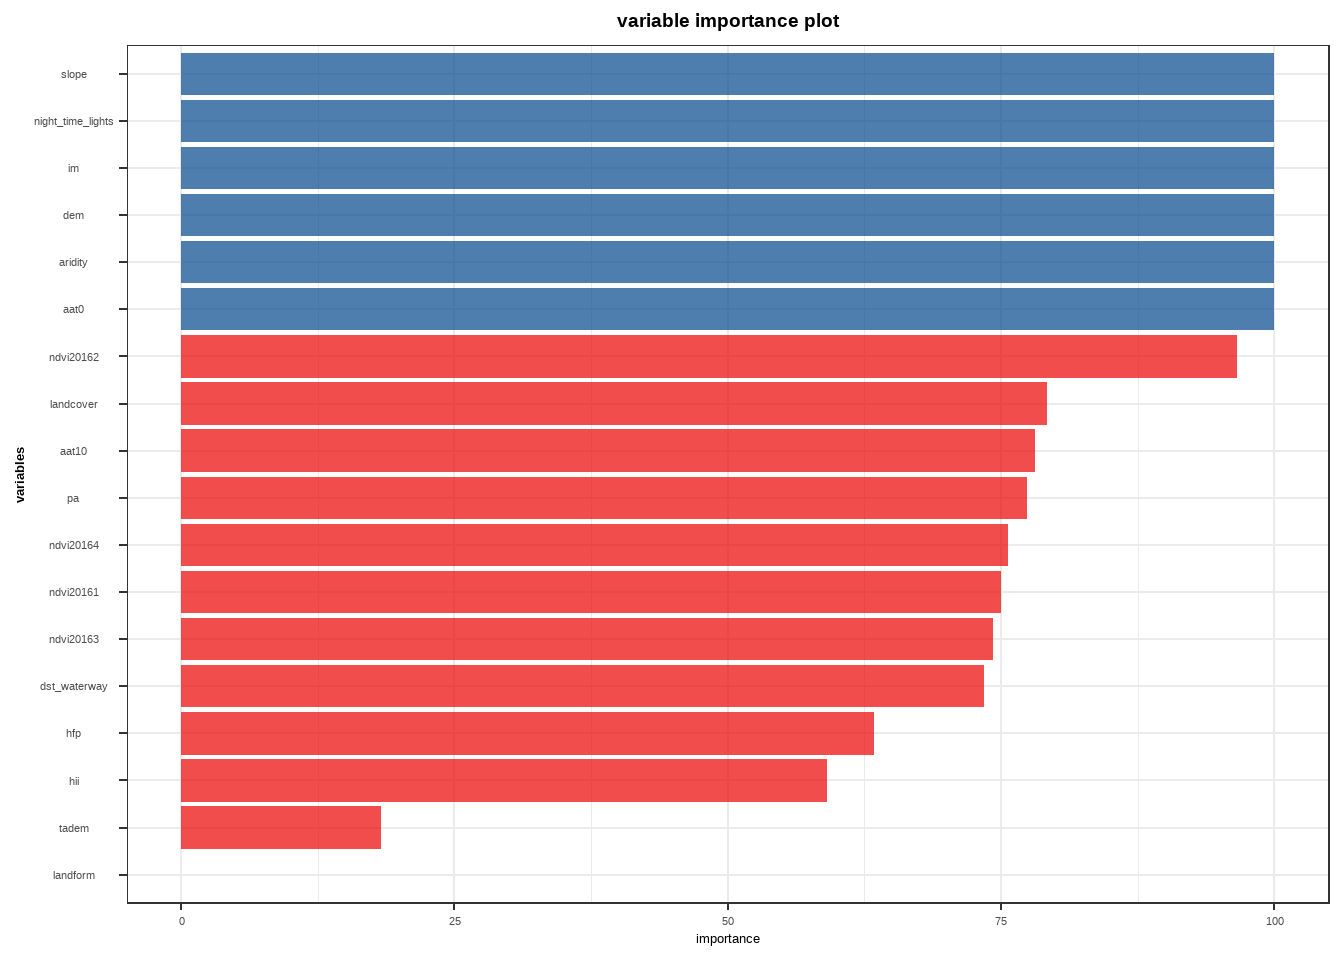 variable importance plot
variables
slope
night_time_lights
im
dem
aridity
aat0
ndvi20162
landcover
aat10
pa
ndvi20164
ndvi20161
ndvi20163
dst_waterway
hfp
hii
tadem
landform
0 25 50 75 100
importance